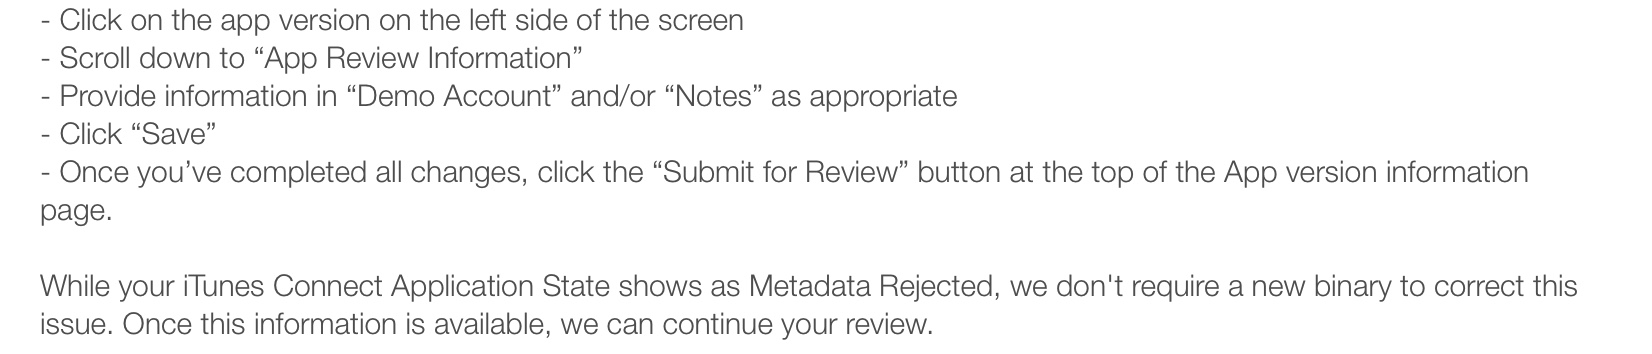 - Click on the app version on the left side of the screen
- Scroll down to “App Review Information”
- Provide information in “Demo Account” and/or “Notes” as appropriate
- Click “Save”
- Once you’ve completed all changes, click the “Submit for Review” button at the top of the App version information
page.
While your iTunes Connect Application State shows as Metadata Rejected, we don't require a new binary to correct this
issue. Once this information is available, we can continue your review.